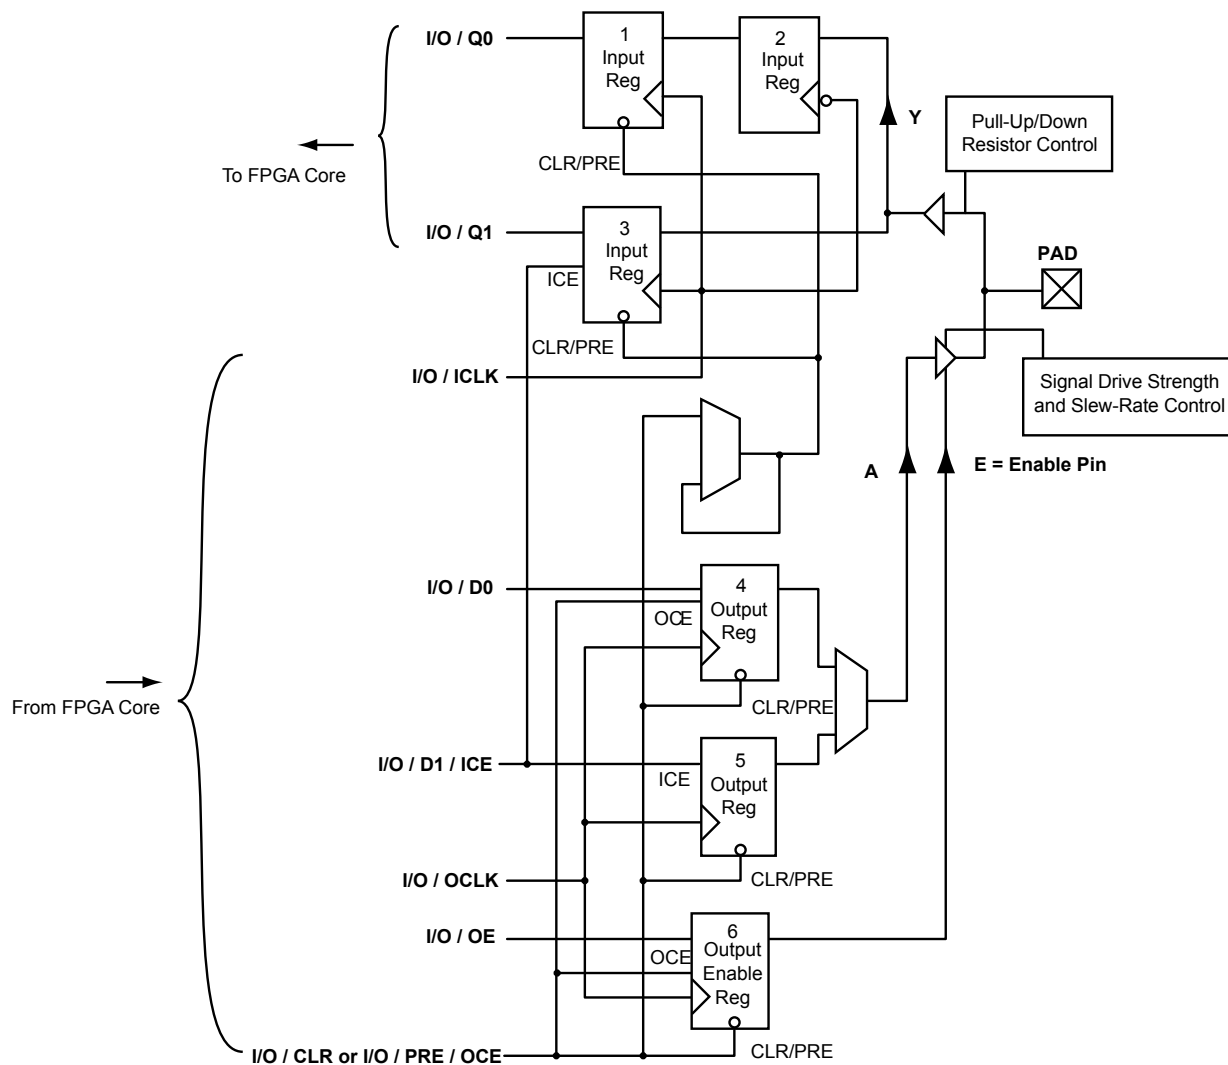 I/O / Q0
1
Input
Reg
2
Input
Reg
Y
Pull-Up/Down
Resistor Control
CLR/PRE
To FPGA Core
I/O / Q1
3
Input
Reg
ICE
PAD
CLR/PRE
I/O / ICLK
Signal Drive Strength
and Slew-Rate Control
A
E = Enable Pin
I/O / D0
4
Output
Reg
OCE
CLR/PRE
From FPGA Core
I/O / D1 / ICE
ICE
5
Output
Reg
CLR/PRE
I/O / OCLK
I/O / OE
6
Output
Enable
Reg
OCE
CLR/PRE
I/O / CLR or I/O / PRE / OCE